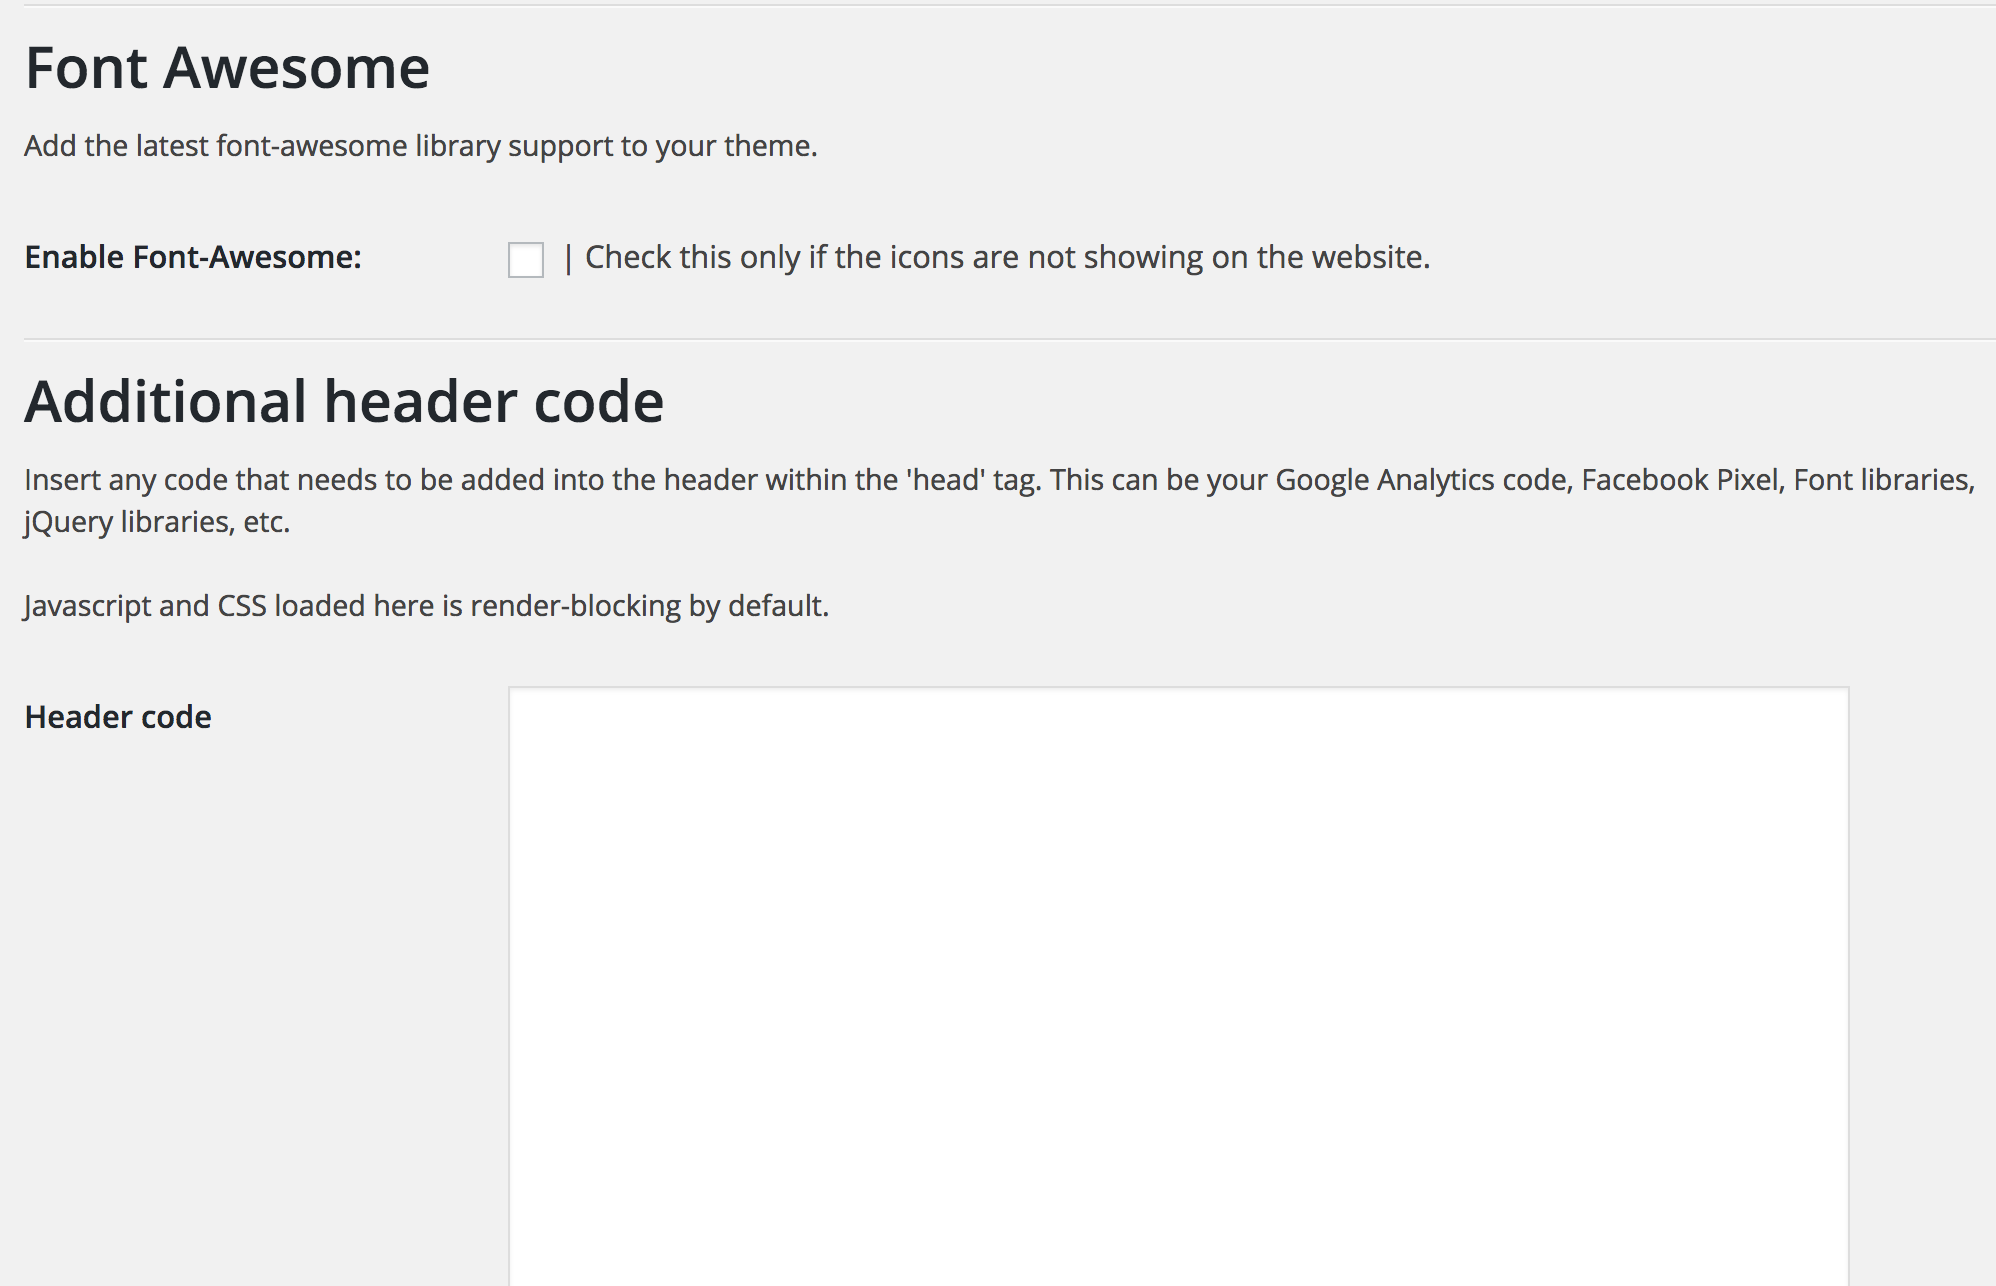 Font Awesome
Add the latest font-awesome library support to your theme.
Enable Font-Awesome: | Check this only if the icons are not showing on the website.
Additional header code
Insert any code that needs to be added into the header within the 'head' tag. This can be your Google Analytics code, Facebook Pixel, Font libraries,
jQuery libraries, etc.
Javascript and CSS loaded here is render-blocking by default.
Header code